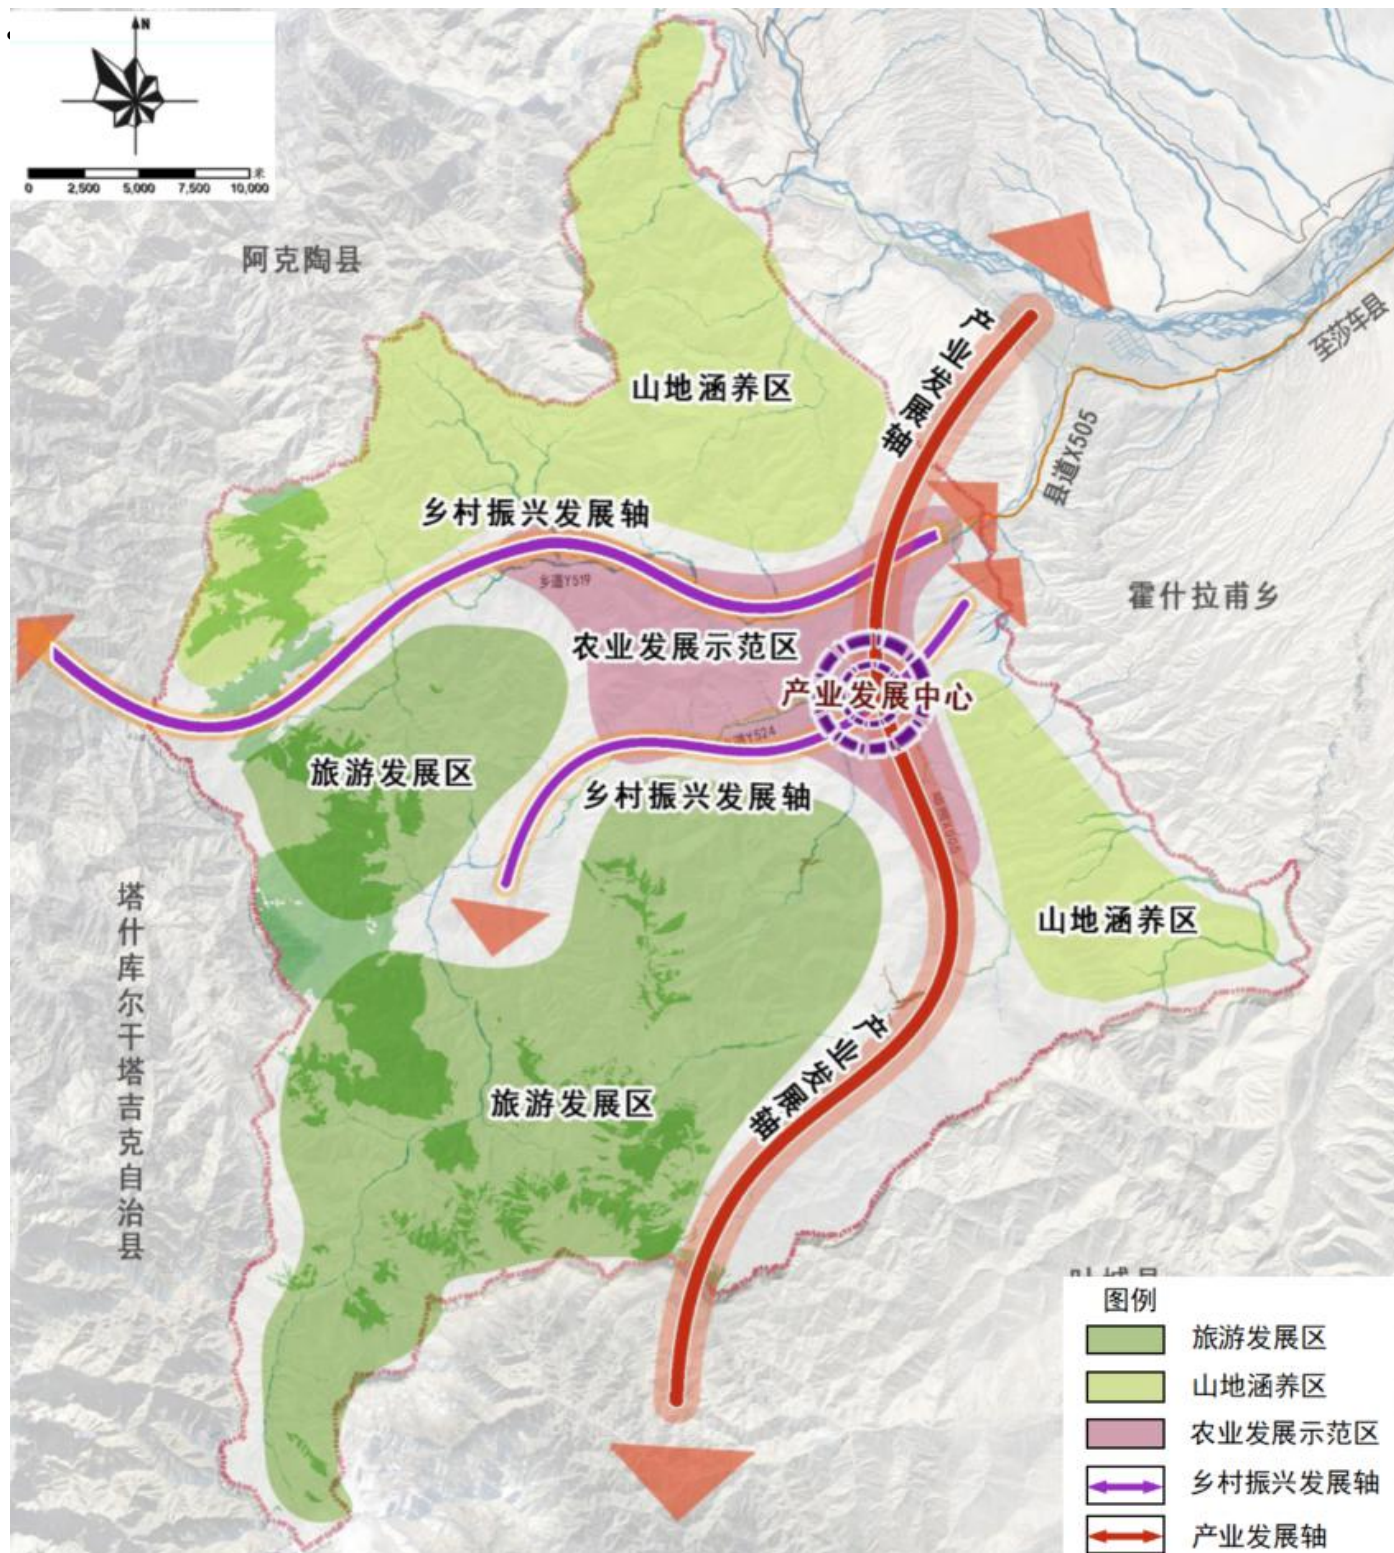 N
米
0 2,500 5,000 7,500 10,000
阿克陶县
至莎车县
产业发展轴
山地涵养区
县道X505
乡村振兴发展轴
乡道Y519
霍什拉甫乡
农业发展示范区
产业发展中心
Y524
旅游发展区
乡村振兴发展轴
塔什库尔干塔吉克自治县
山地涵养区
产业发展轴
旅游发展区
图例
旅游发展区
山地涵养区
农业发展示范区
乡村振兴发展轴
产业发展轴